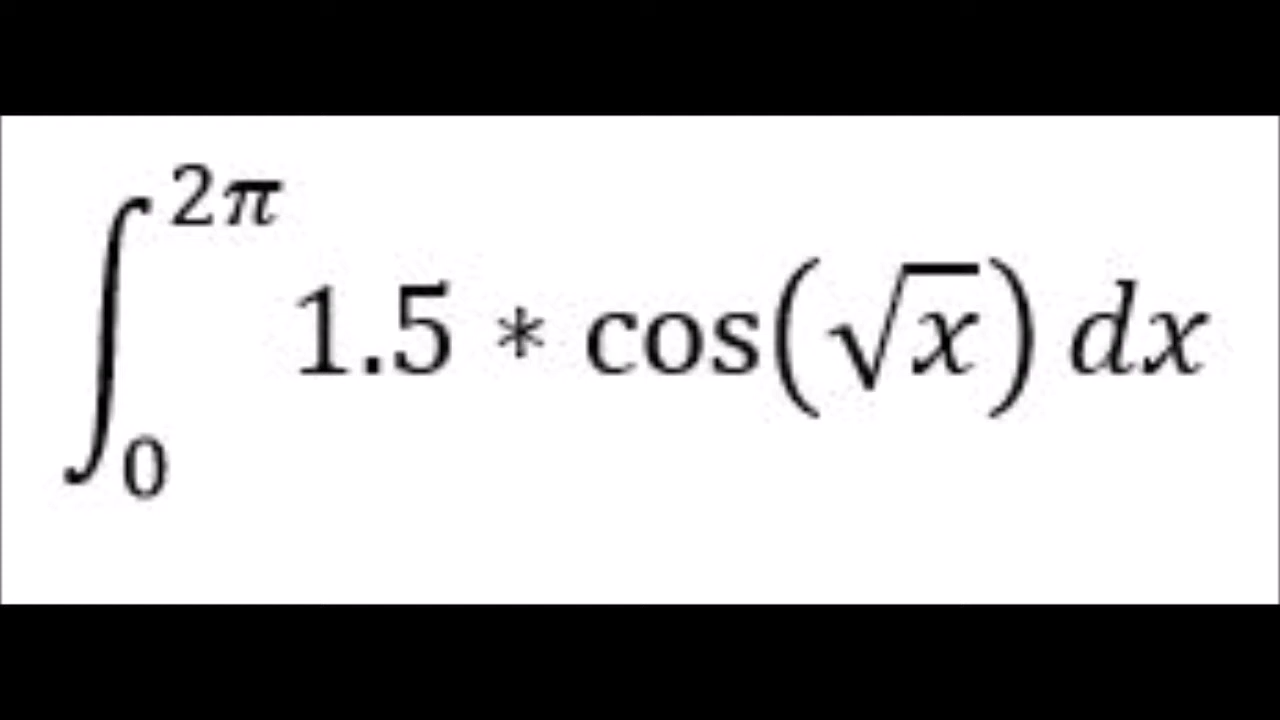 ∫₀^{2π} 1.5 * cos(√x) dx